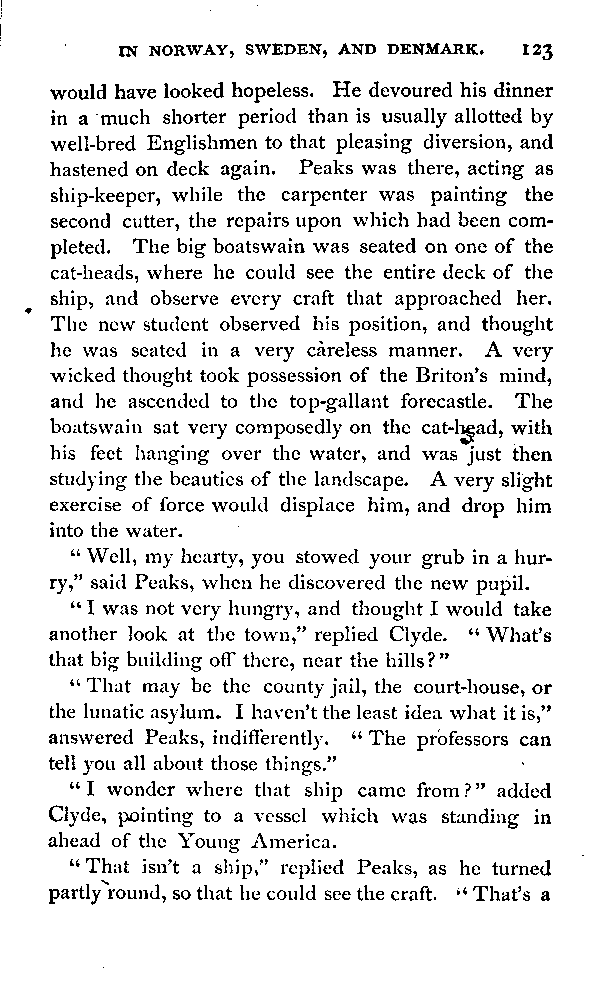 IN NORWAY, SWEDEN, AND DENMARK. 123
would have looked hopeless. He devoured his dinner
in a much shorter period than is usually allotted by
well-bred Englishmen to that pleasing diversion, and
hastened on deck again. Peaks was there, acting as
ship-keeper, while the carpenter was painting the
second cutter, the repairs upon which had been com-
pleted. The big boatswain was seated on one of the
cat-heads, where he could see the entire deck of the
ship, and observe every craft that approached her.
The new student observed his position, and thought
he was seated in a very careless manner. A very
wicked thought took possession of the Briton's mind,
and he ascended to the top-gallant forecastle. The
boatswain sat very composedly on the cat-head, with
his feet hanging over the water, and was just then
studying the beauties of the landscape. A very slight
exercise of force would displace him, and drop him
into the water.
"Well, my hearty, you stowed your grub in a hur-
ry," said Peaks, when he discovered the new pupil.
"I was not very hungry, and thought I would take
another look at the town," replied Clyde. "What's
that big building off there, near the hills?"
"That may be the county jail, the court-house, or
the lunatic asylum. I haven't the least idea what it is,"
answered Peaks, indifferently. "The professors can
tell you all about those things."
"I wonder where that ship came from?" added
Clyde, pointing to a vessel which was standing in
ahead of the Young America.
"That isn't a ship," replied Peaks, as he turned
partly round, so that he could see the craft. "That's a